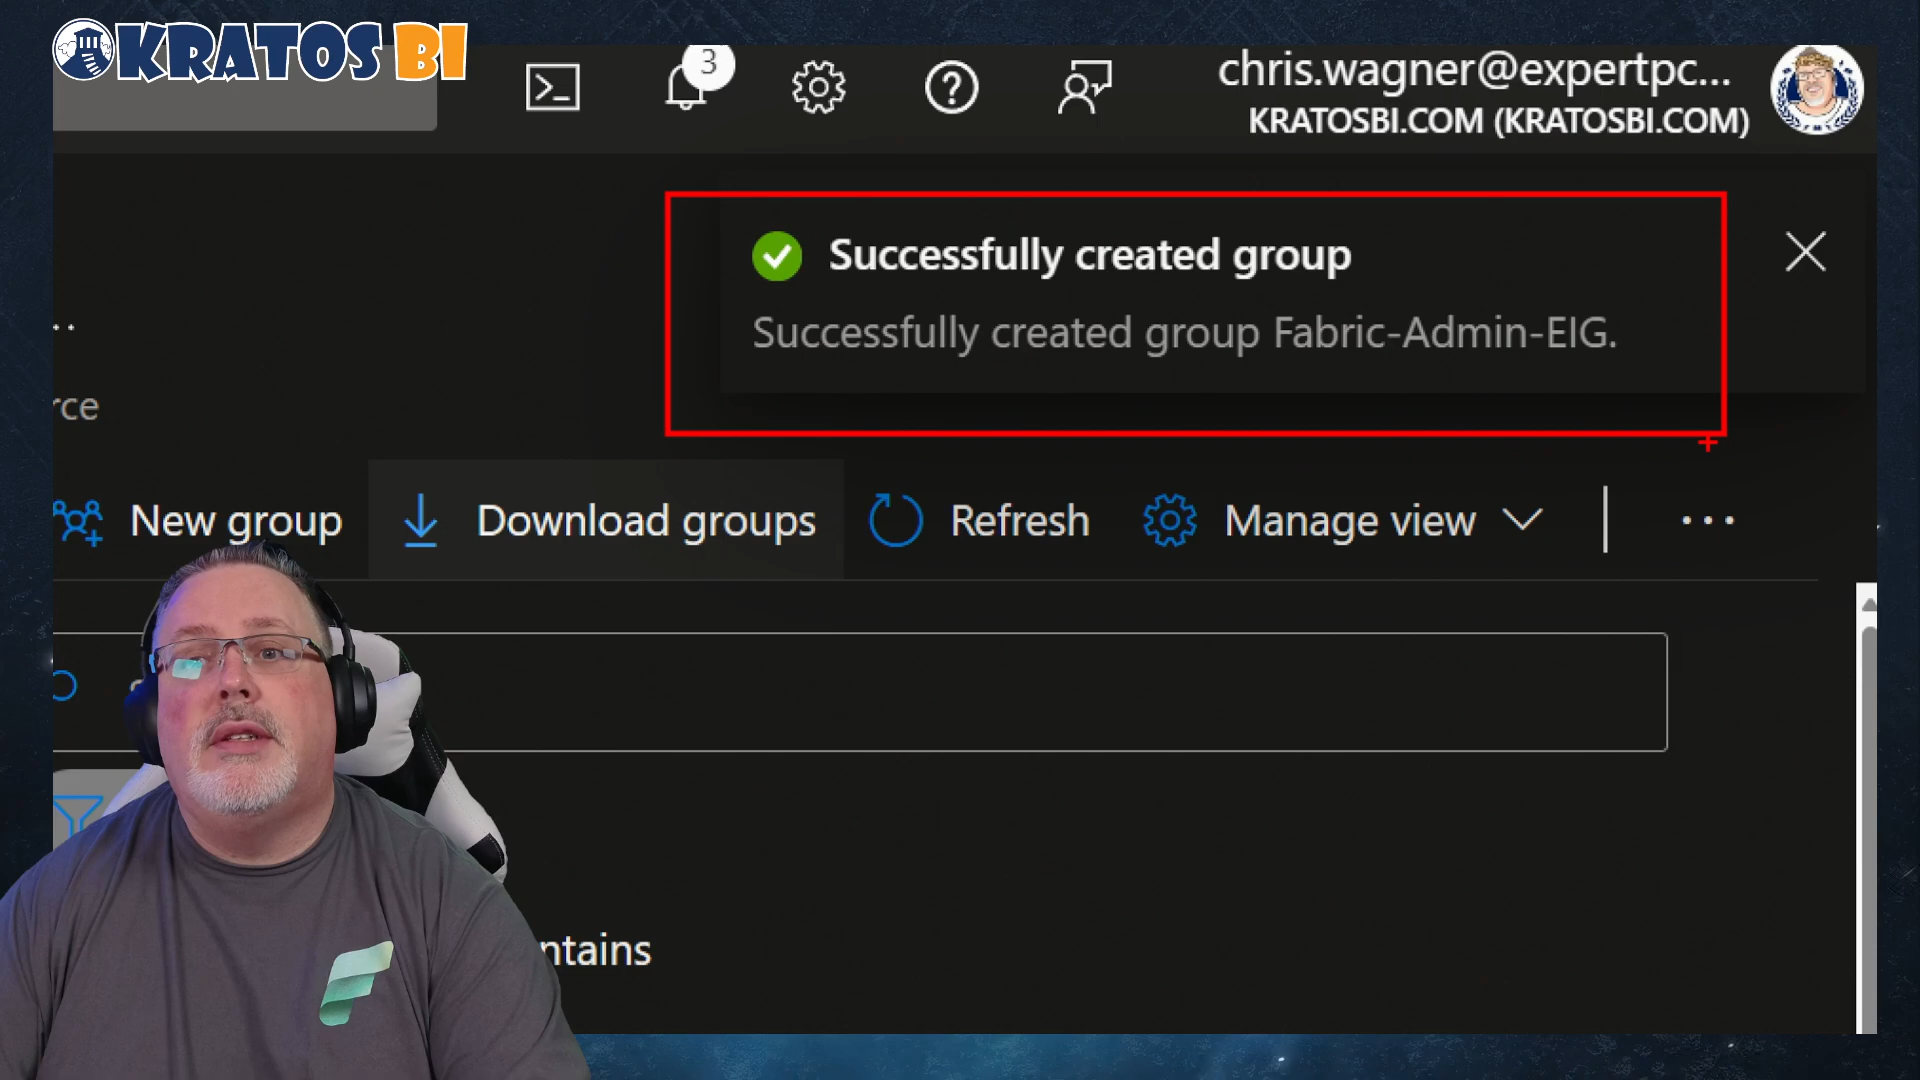 KRATOS BI
3
chris.wagner@expertpc...
KRATOSBI.COM (KRATOSBI.COM)
Successfully created group
Successfully created group Fabric-Admin-EIG.
rce
New group
Download groups
Refresh
Manage view
ntains